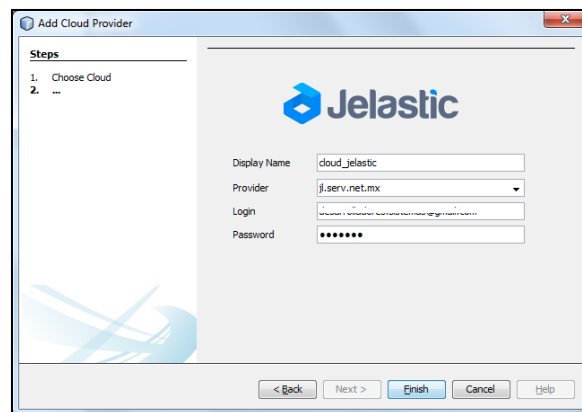 Add Cloud Provider
Steps
1. Choose Cloud
2. ...
Jelastic
Display Name cloud_jelastic
Provider jl.serv.net.mx
Login
Password •••••••
< Back Next > Finish Cancel Help